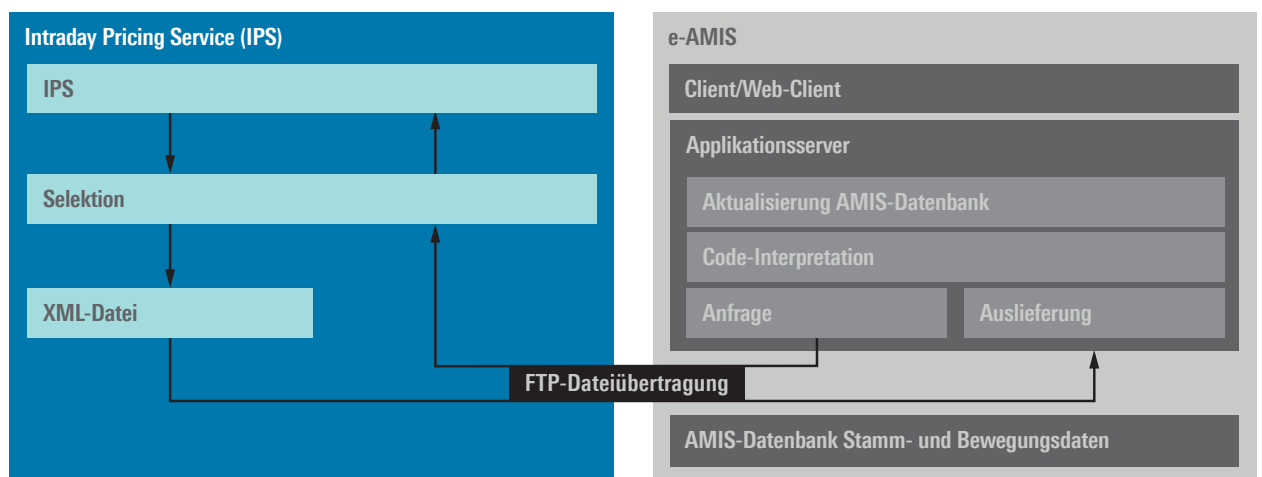 Intraday Pricing Service (IPS)
IPS
Selektion
XML-Datei
e-AMIS
Client/Web-Client
Applikationsserver
Aktualisierung AMIS-Datenbank
Code-Interpretation
Anfrage
Auslieferung
FTP-Dateiübertragung
AMIS-Datenbank Stamm- und Bewegungsdaten